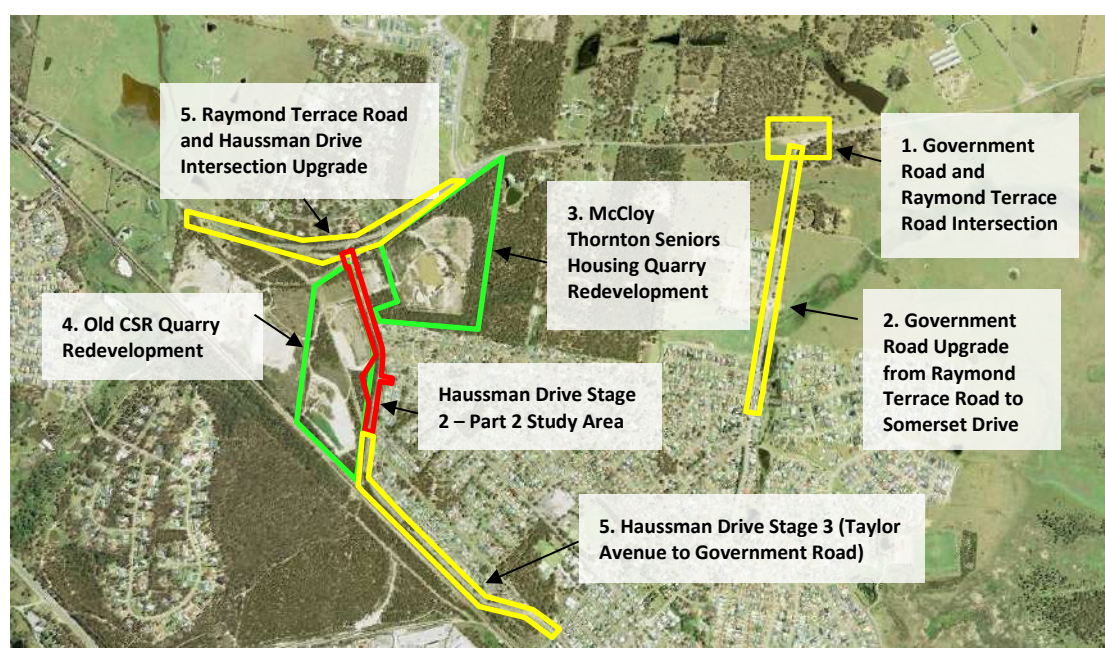 5. Raymond Terrace Road
and Haussman Drive
Intersection Upgrade
1. Government
Road and
Raymond Terrace
Road Intersection
3. McCloy
Thornton Seniors
Housing Quarry
Redevelopment
4. Old CSR Quarry
Redevelopment
2. Government
Road Upgrade
from Raymond
Terrace Road to
Somerset Drive
Haussman Drive Stage
2 – Part 2 Study Area
5. Haussman Drive Stage 3 (Taylor
Avenue to Government Road)